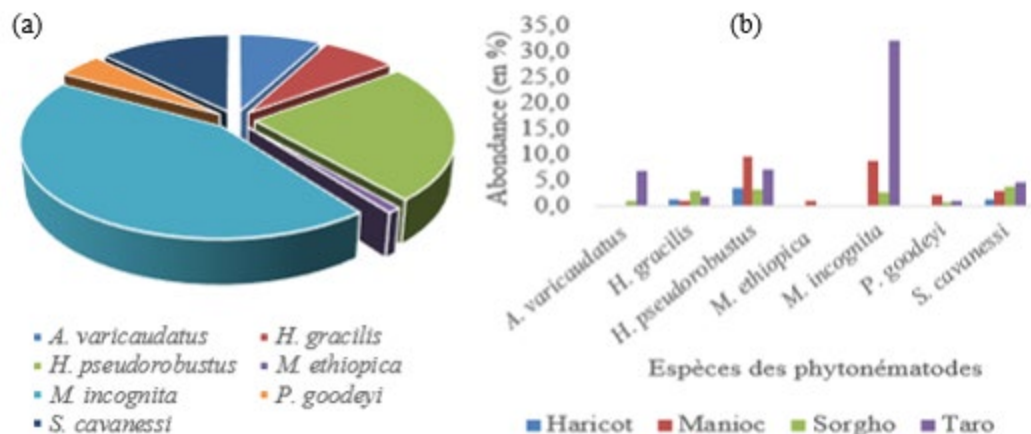 (a)
A. varicaudatus
H. gracilis
H. pseudorobustus
M. ethiopica
M. incognita
P. goodeyi
S. cavanessi
(b)
Abondance (en %)
35,0
30,0
25,0
20,0
15,0
10,0
5,0
0,0
A. varicaudatus
H. gracilis
H. pseudorobustus
M. ethiopica
M. incognita
P. goodeyi
S. cavanessi
Espèces des phytonématodes
Haricot Manioc Sorgho Taro